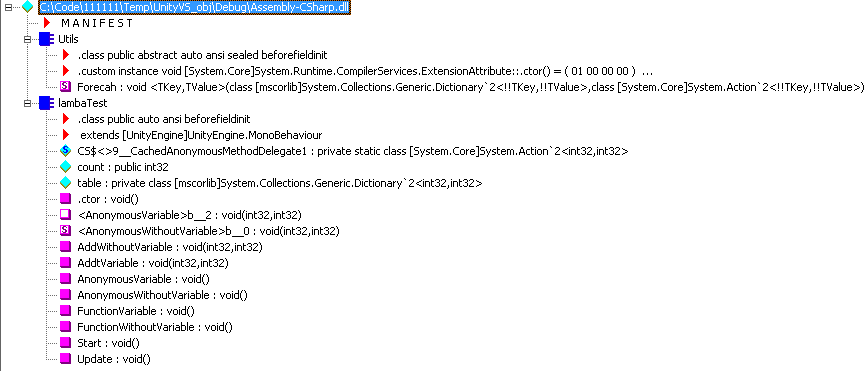 C:\Code\111111\Temp\UnityVS_obj\Debug\Assembly-CSharp.dll
M A N I F E S T
Utils
.class public abstract auto ansi sealed beforefieldinit
.custom instance void [System.Core]System.Runtime.CompilerServices.ExtensionAttribute::.ctor() = ( 01 00 00 00 ) ...
Forecah : void <TKey,TValue>(class [mscorlib]System.Collections.Generic.Dictionary`2<!!TKey,!!TValue>,class [System.Core]System.Action`2<!!TKey,!!TValue>)
lambaTest
.class public auto ansi beforefieldinit
extends [UnityEngine]UnityEngine.MonoBehaviour
CS$<>9__CachedAnonymousMethodDelegate1 : private static class [System.Core]System.Action`2<int32,int32>
count : public int32
table : private class [mscorlib]System.Collections.Generic.Dictionary`2<int32,int32>
.ctor : void()
<AnonymousVariable>b__2 : void(int32,int32)
<AnonymousWithoutVariable>b__0 : void(int32,int32)
AddWithoutVariable : void(int32,int32)
AddtVariable : void(int32,int32)
AnonymousVariable : void()
AnonymousWithoutVariable : void()
FunctionVariable : void()
FunctionWithoutVariable : void()
Start : void()
Update : void()